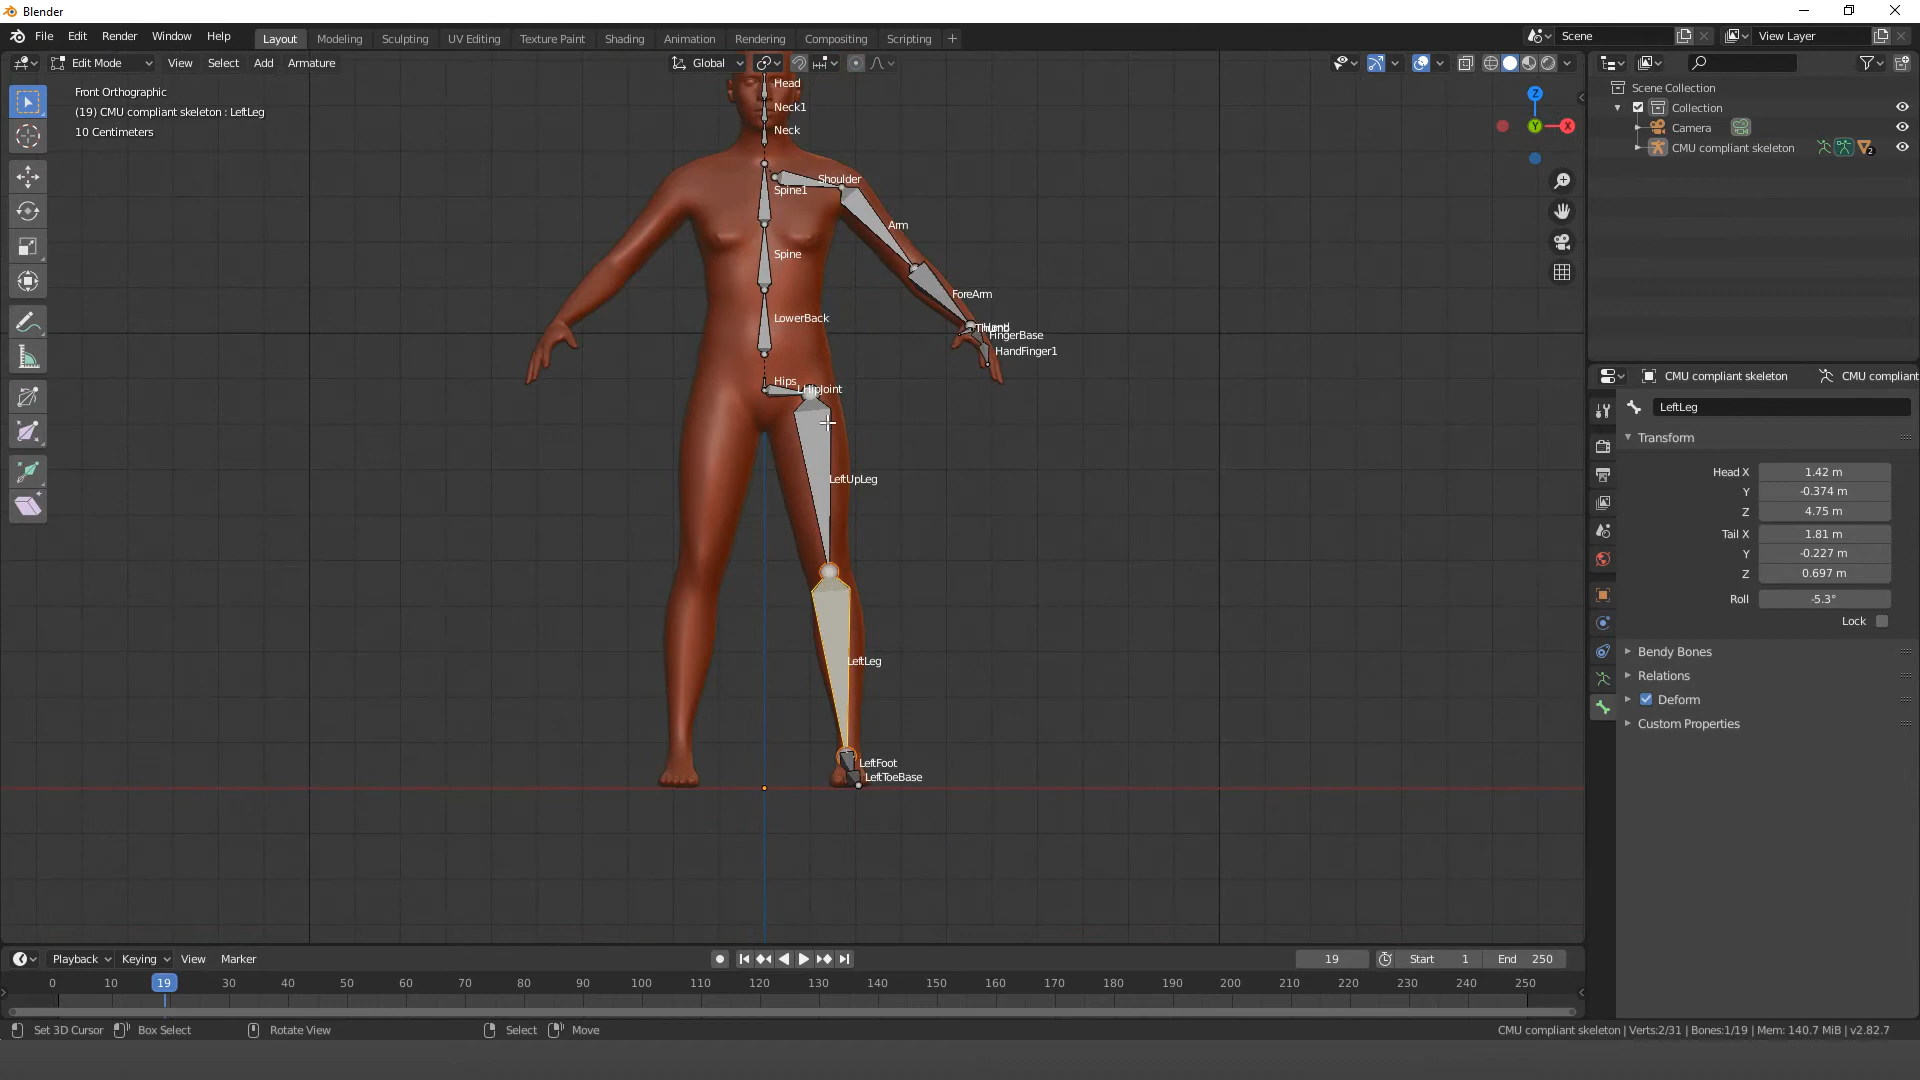 Blender
File Edit Render Window Help
Layout Modeling Sculpting UV Editing Texture Paint Shading Animation Rendering Compositing Scripting +
Scene
View Layer
Edit Mode View Select Add Armature
Global
Front Orthographic
(19) CMU compliant skeleton : LeftLeg
10 Centimeters
Head
Neck1
Neck
Shoulder
Spine1
Arm
Spine
ForeArm
LowerBack
Hand
FingerBase
HandFinger1
Hips
LHipJoint
LeftUpLeg
LeftLeg
LeftFoot
LeftToeBase
Z
Y
X
Scene Collection
Collection
Camera
CMU compliant skeleton
2
CMU compliant skeleton
CMU compliant
LeftLeg
Transform
Head X 1.42 m
Y -0.374 m
Z 4.75 m
Tail X 1.81 m
Y -0.227 m
Z 0.697 m
Roll -5.3°
Lock
Bendy Bones
Relations
Deform
Custom Properties
Playback Keying View Marker
19
Start 1
End 250
0 10 19 30 40 50 60 70 80 90 100 110 120 130 140 150 160 170 180 190 200 210 220 230 240 250
Set 3D Cursor Box Select Rotate View Select Move
CMU compliant skeleton | Verts:2/31 | Bones:1/19 | Mem: 140.7 MiB | v2.82.7